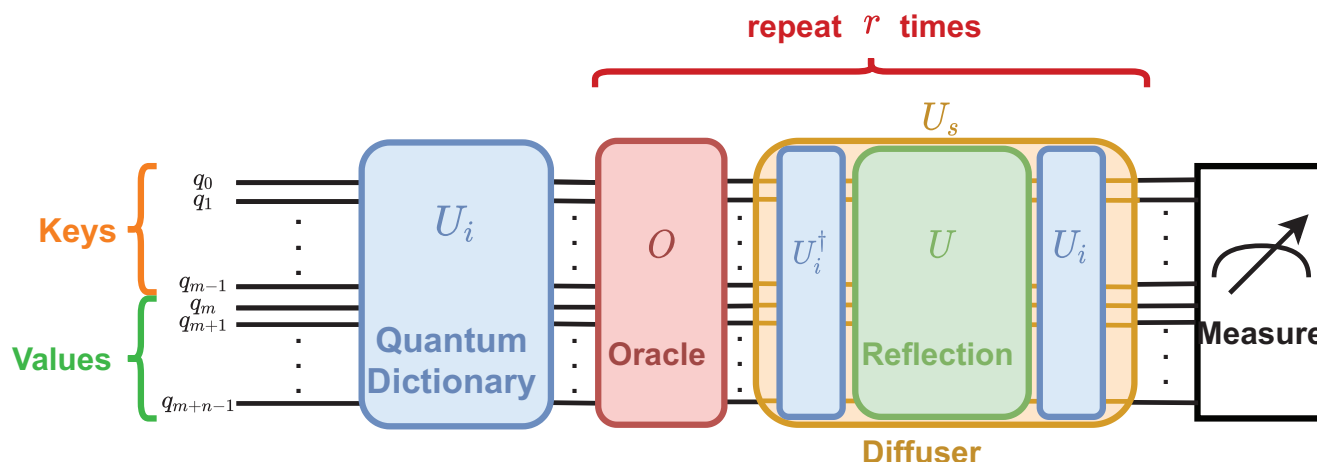 repeat r times
U_s
q_0
q_1
Keys
q_{m-1}
q_m
q_{m+1}
Values
q_{m+n-1}
U_i
Quantum
Dictionary
O
Oracle
U_i^†
U
Reflection
U_i
Diffuser
Measure